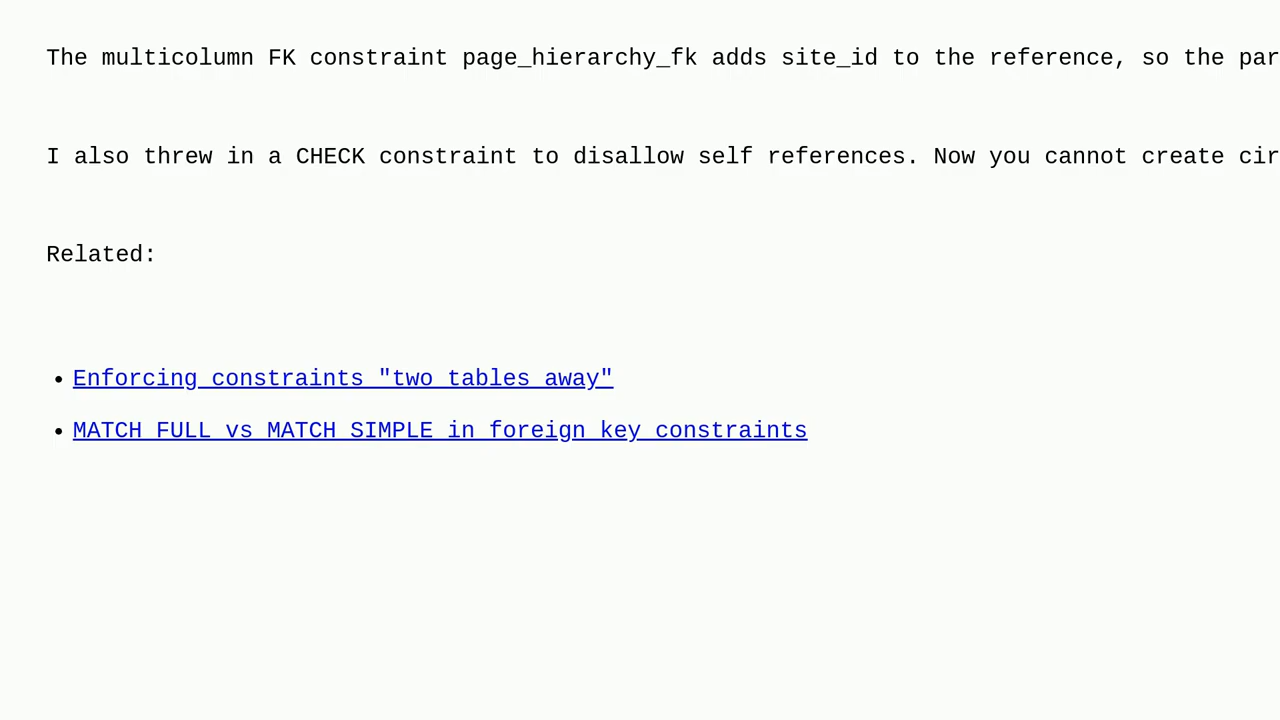 The multicolumn FK constraint page_hierarchy_fk adds site_id to the reference, so the par
I also threw in a CHECK constraint to disallow self references. Now you cannot create cir
Related:
• Enforcing constraints "two tables away"
• MATCH FULL vs MATCH SIMPLE in foreign key constraints